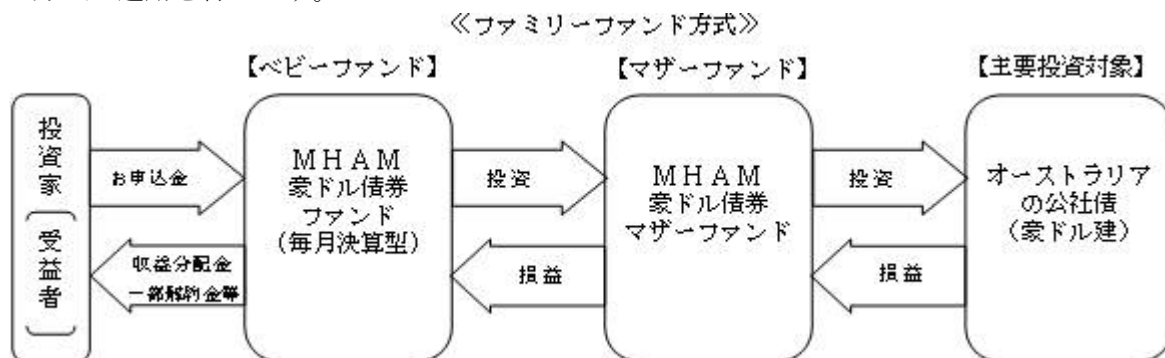 ≪ファミリーファンド方式≫
【ベビーファンド】
【マザーファンド】
【主要投資対象】
投資家
受益者
お申込金
収益分配金
一部解約金等
MHAM
豪ドル債券
ファンド
(毎月決算型)
投資
損益
MHAM
豪ドル債券
マザーファンド
投資
損益
オーストラリア
の公社債
(豪ドル建)